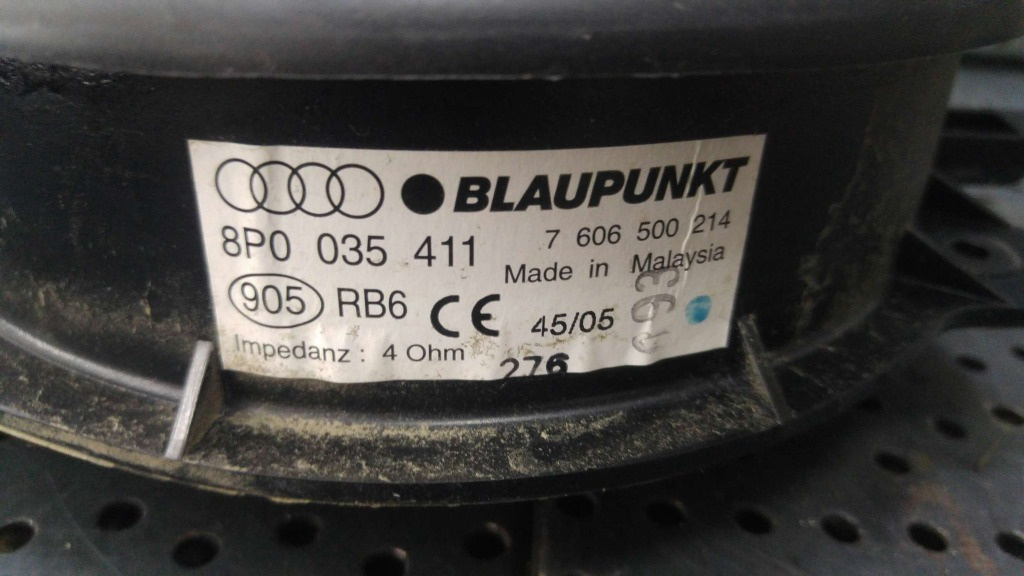 BLAUPUNKT
8P0 035 411
7 606 500 214
Made in Malaysia
905 RB6 CE 45/05
Impedanz : 4 Ohm
276